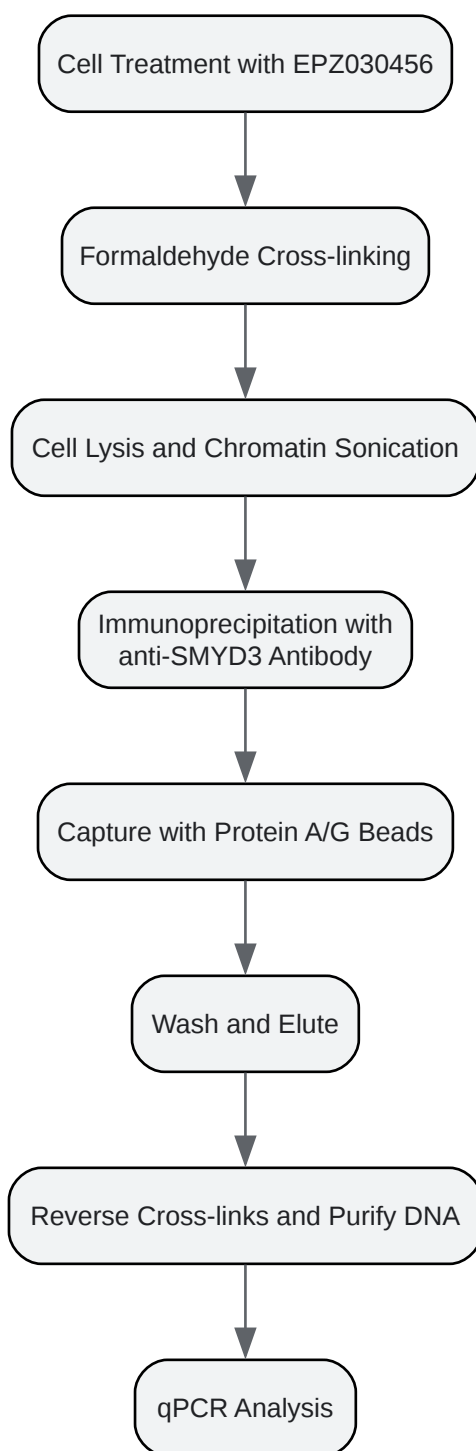 Cell Treatment with EPZ030456
Formaldehyde Cross-linking
Cell Lysis and Chromatin Sonication
Immunoprecipitation with
anti-SMYD3 Antibody
Capture with Protein A/G Beads
Wash and Elute
Reverse Cross-links and Purify DNA
qPCR Analysis